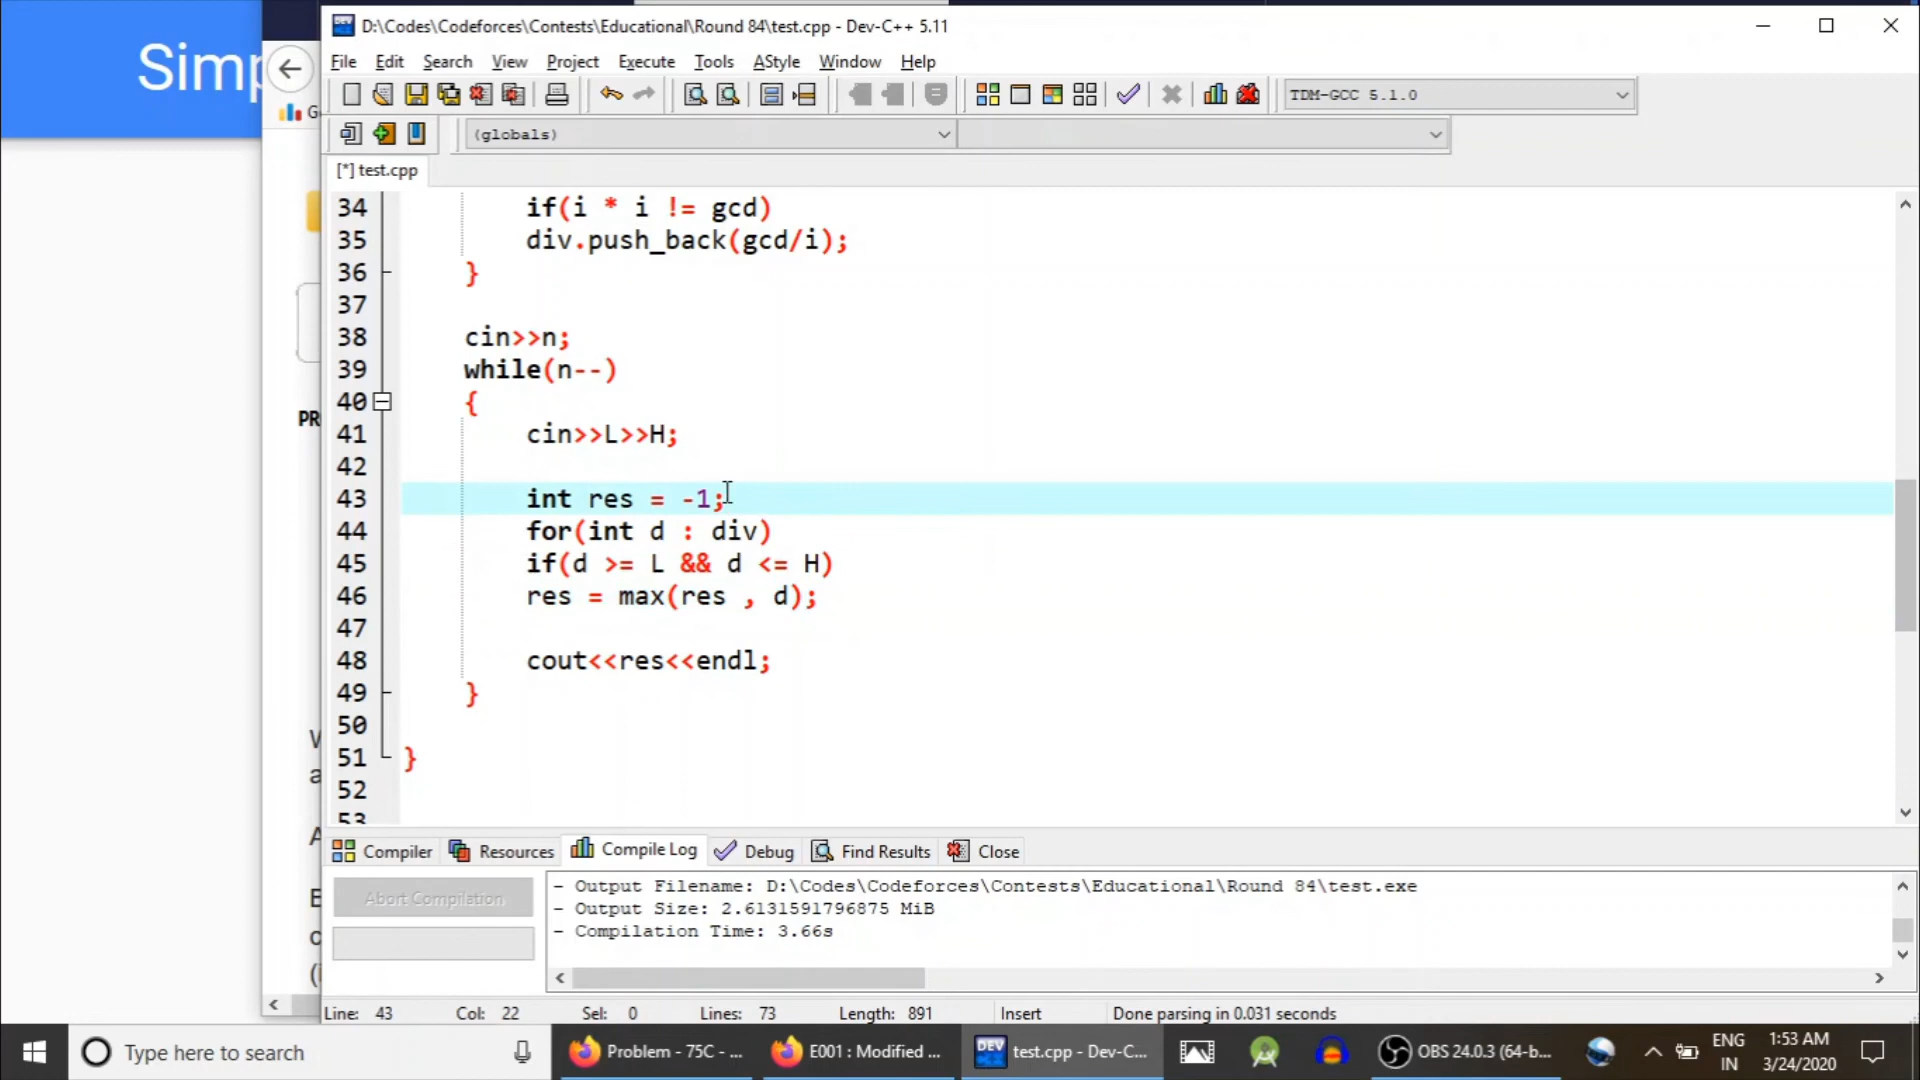 Simp
D:\Codes\Codeforces\Contests\Educational\Round 84\test.cpp - Dev-C++ 5.11
File Edit Search View Project Execute Tools AStyle Window Help
TDM-GCC 5.1.0
(globals)
[*] test.cpp
34 if(i * i != gcd)
35 div.push_back(gcd/i);
36 }
37
38 cin>>n;
39 while(n--)
40 {
41 cin>>L>>H;
42
43 int res = -1;
44 for(int d : div)
45 if(d >= L && d <= H)
46 res = max(res , d);
47
48 cout<<res<<endl;
49 }
50
51 }
52
53
PR
Compiler Resources Compile Log Debug Find Results Close
Abort Compilation
- Output Filename: D:\Codes\Codeforces\Contests\Educational\Round 84\test.exe
- Output Size: 2.6131591796875 MiB
- Compilation Time: 3.66s
Line: 43 Col: 22 Sel: 0 Lines: 73 Length: 891 Insert Done parsing in 0.031 seconds
Type here to search
Problem - 75C - ...
E001 : Modified ...
DEV
test.cpp - Dev-C...
OBS 24.0.3 (64-b...
ENG
IN
1:53 AM
3/24/2020